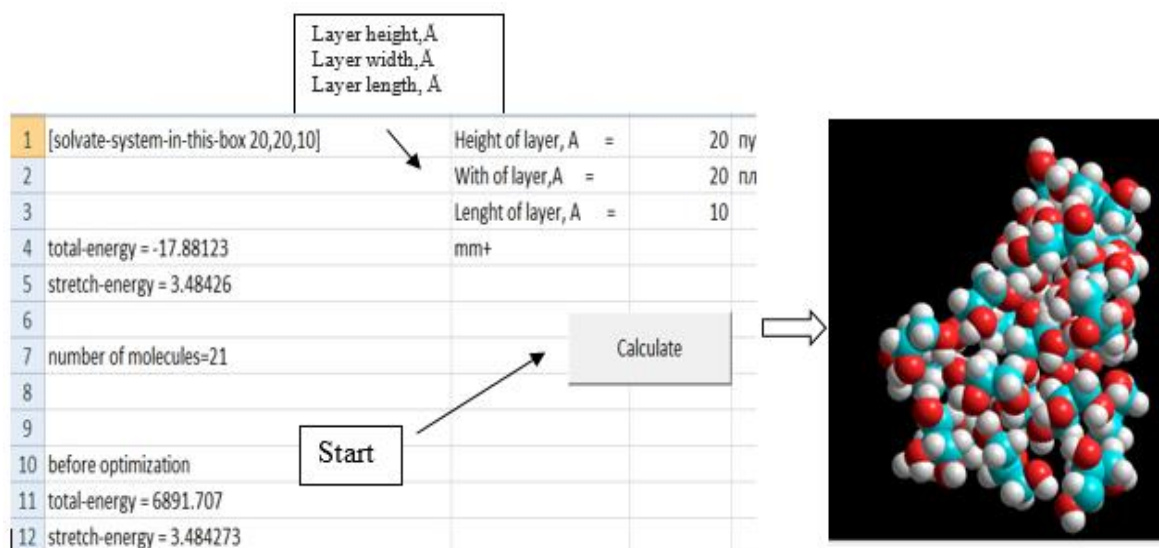 Layer height,Å
Layer width,Å
Layer length, Å
1 [solvate-system-in-this-box 20,20,10] Height of layer, A = 20 пу
2 With of layer,A = 20 пл
3 Lenght of layer, A = 10
4 total-energy = -17.88123 mm+
5 stretch-energy = 3.48426
6
7 number of molecules=21 Calculate
8
9
Start
10 before optimization
11 total-energy = 6891.707
12 stretch-energy = 3.484273